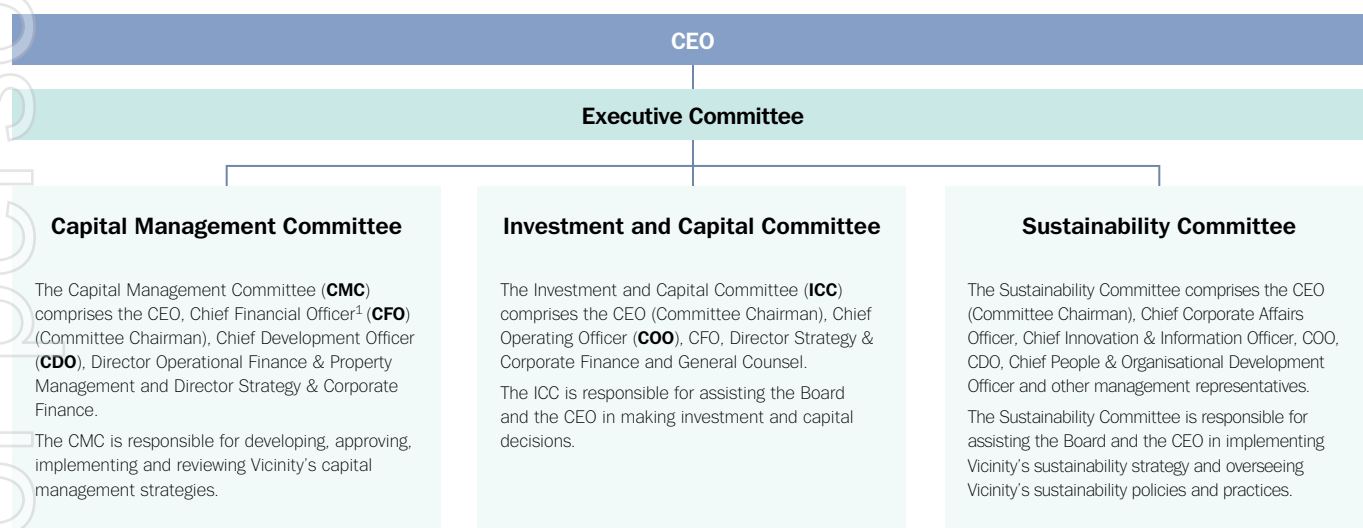 CEO
Executive Committee
Capital Management Committee
The Capital Management Committee (CMC)
comprises the CEO, Chief Financial Officer¹ (CFO)
(Committee Chairman), Chief Development Officer
(CDO), Director Operational Finance & Property
Management and Director Strategy & Corporate
Finance.
The CMC is responsible for developing, approving,
implementing and reviewing Vicinity's capital
management strategies.
Investment and Capital Committee
The Investment and Capital Committee (ICC)
comprises the CEO (Committee Chairman), Chief
Operating Officer (COO), CFO, Director Strategy &
Corporate Finance and General Counsel.
The ICC is responsible for assisting the Board
and the CEO in making investment and capital
decisions.
Sustainability Committee
The Sustainability Committee comprises the CEO
(Committee Chairman), Chief Corporate Affairs
Officer, Chief Innovation & Information Officer, COO,
CDO, Chief People & Organisational Development
Officer and other management representatives.
The Sustainability Committee is responsible for
assisting the Board and the CEO in implementing
Vicinity's sustainability strategy and overseeing
Vicinity's sustainability policies and practices.